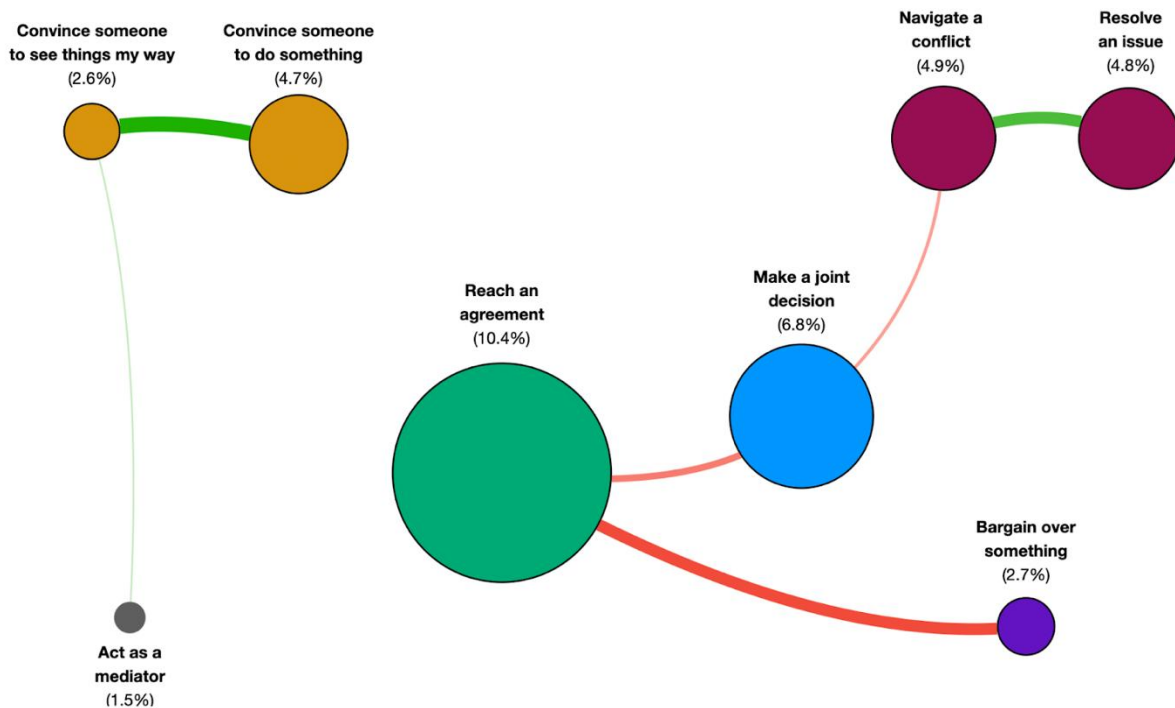 Convince someone
to see things my way
(2.6%)
Convince someone
to do something
(4.7%)
Navigate a
conflict
(4.9%)
Resolve
an issue
(4.8%)
Reach an
agreement
(10.4%)
Make a joint
decision
(6.8%)
Bargain over
something
(2.7%)
Act as a
mediator
(1.5%)